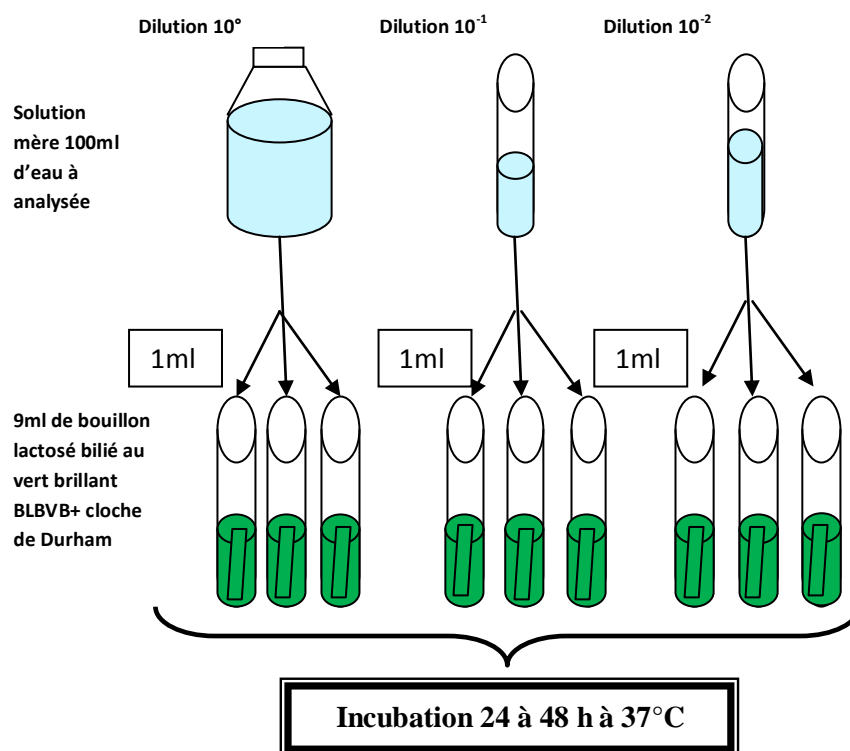 Dilution 10° Dilution 10⁻¹ Dilution 10⁻²
Solution
mère 100ml
d’eau à
analysée
1ml 1ml 1ml
9ml de bouillon
lactosé bilié au
vert brillant
BLBVB+ cloche
de Durham
Incubation 24 à 48 h à 37°C